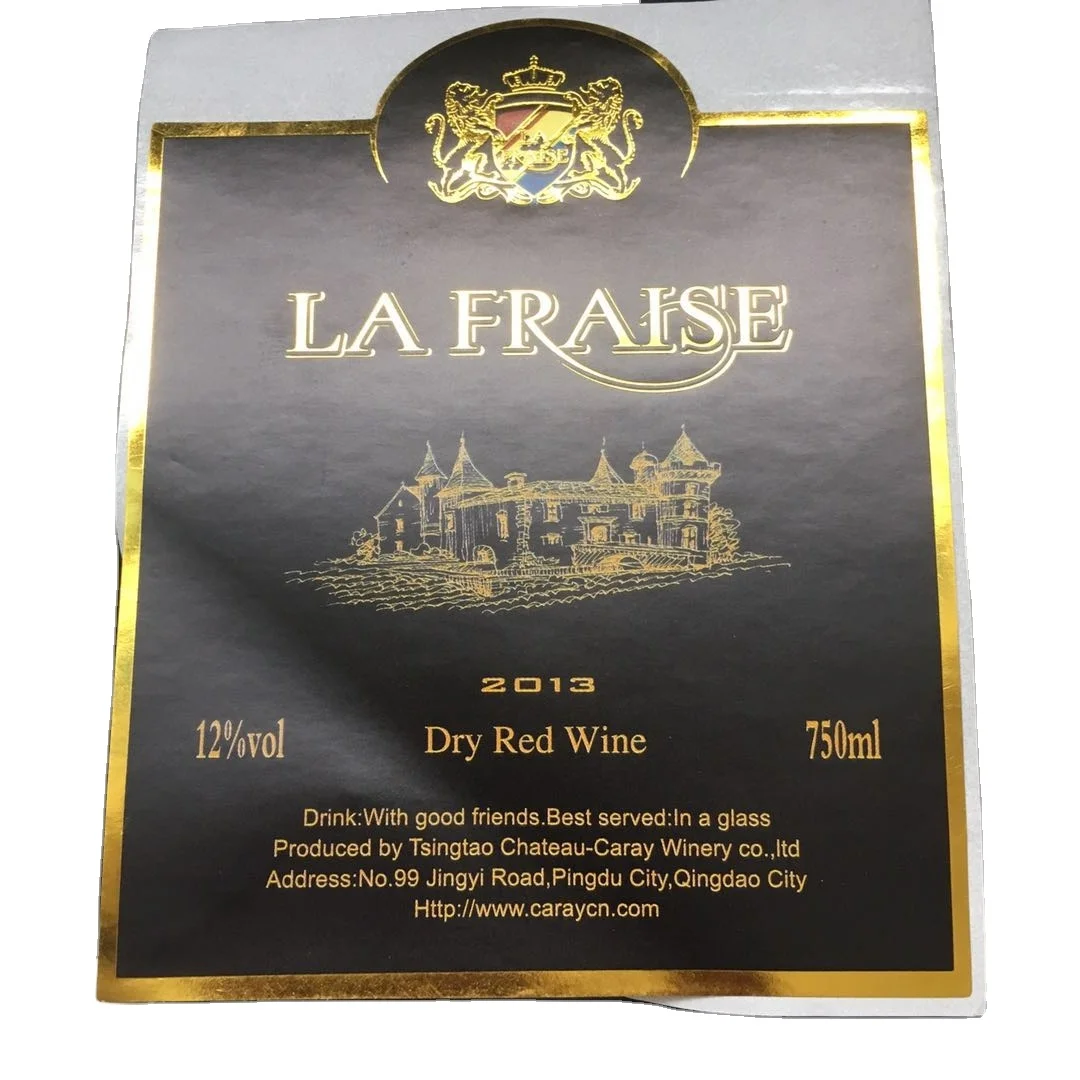 LA
FRAISE
LA FRAISE
2013
12%vol Dry Red Wine 750ml
Drink:With good friends.Best served:In a glass
Produced by Tsingtao Chateau-Caray Winery co.,ltd
Address:No.99 Jingyi Road,Pingdu City,Qingdao City
Http://www.caraycn.com